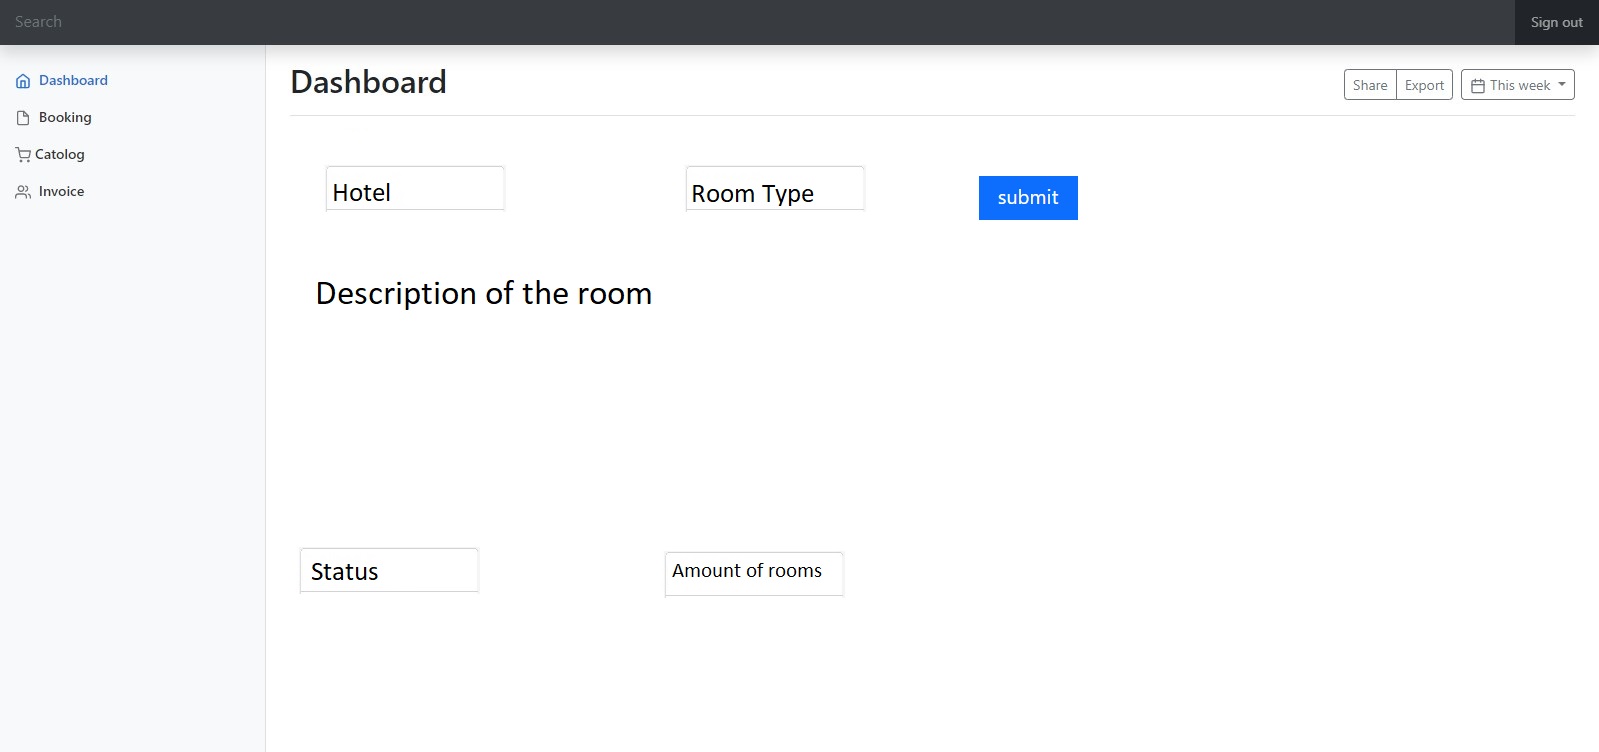 Search
Sign out
Dashboard
Booking
Catolog
Invoice
Dashboard
Share
Export
This week
Hotel
Room Type
submit
Description of the room
Status
Amount of rooms